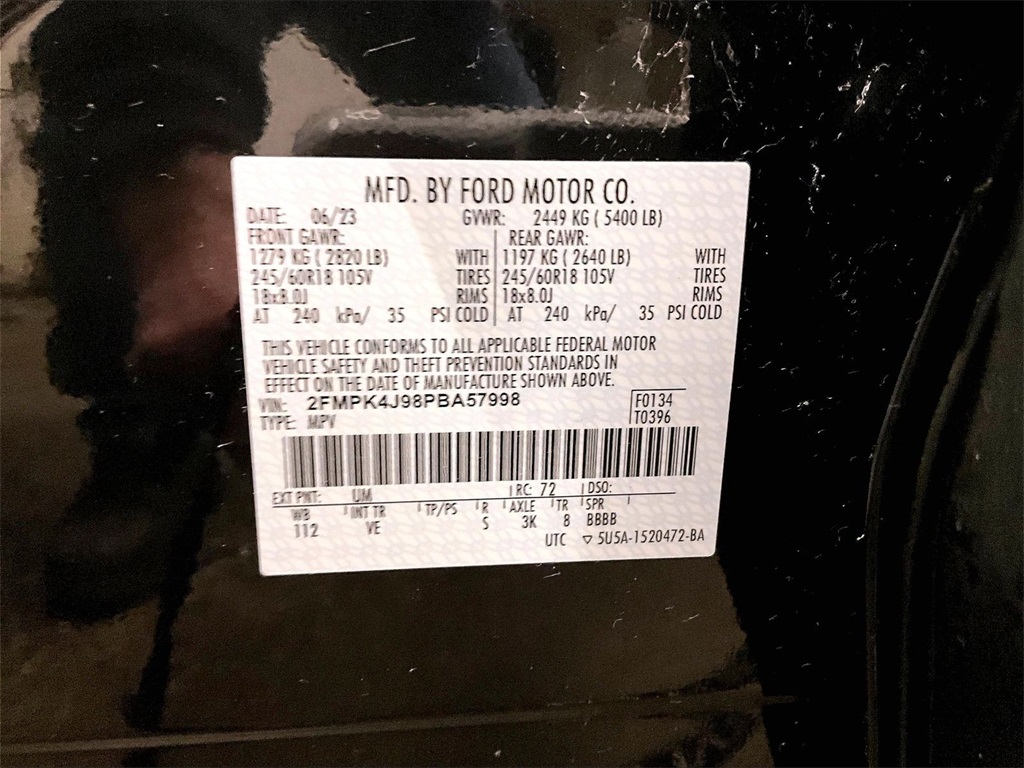 MFD. BY FORD MOTOR CO.
DATE: 06/23 GVWR: 2449 KG ( 5400 LB)
FRONT GAWR: REAR GAWR:
1279 KG ( 2820 LB) WITH 1197 KG ( 2640 LB) WITH
245/60R18 105V TIRES 245/60R18 105V TIRES
18x8.0J RIMS 18x8.0J RIMS
AT 240 kPa/ 35 PSI COLD AT 240 kPa/ 35 PSI COLD
THIS VEHICLE CONFORMS TO ALL APPLICABLE FEDERAL MOTOR
VEHICLE SAFETY AND THEFT PREVENTION STANDARDS IN
EFFECT ON THE DATE OF MANUFACTURE SHOWN ABOVE.
VIN: 2FMPK4J98PBA57998 F0134
TYPE: MPV T0396
EXT PNT: UM RC: 72 DSO:
WB INT TR TP/PS R AXLE TR SPR
112 VE S 3K 8 BBBB
UTC ▽ 5U5A-1520472-BA